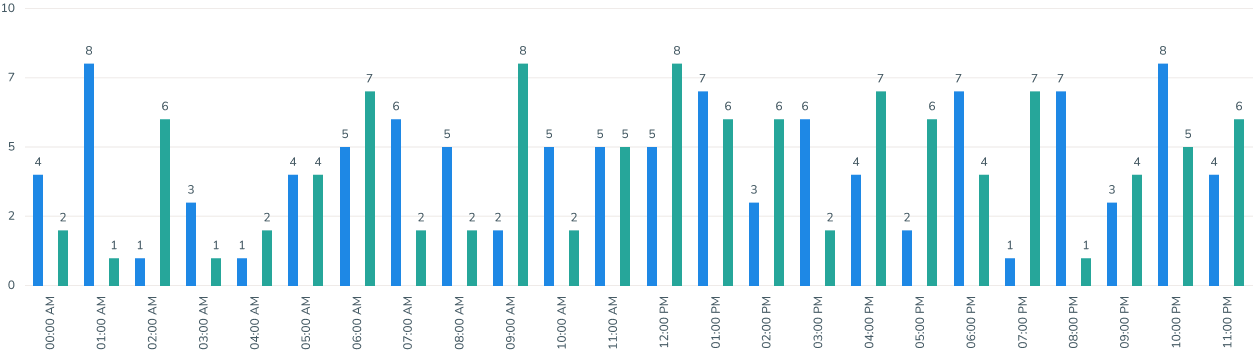 10
7
5
2
0
4 2 8 1 1 6 3 1 1 2 4 4 5 7 6 2 5 2 2 8 5 2 5 5 5 8 7 6 3 6 6 2 4 7 2 6 7 4 1 7 7 1 3 4 8 5 4 6
00:00 AM
01:00 AM
02:00 AM
03:00 AM
04:00 AM
05:00 AM
06:00 AM
07:00 AM
08:00 AM
09:00 AM
10:00 AM
11:00 AM
12:00 PM
01:00 PM
02:00 PM
03:00 PM
04:00 PM
05:00 PM
06:00 PM
07:00 PM
08:00 PM
09:00 PM
10:00 PM
11:00 PM